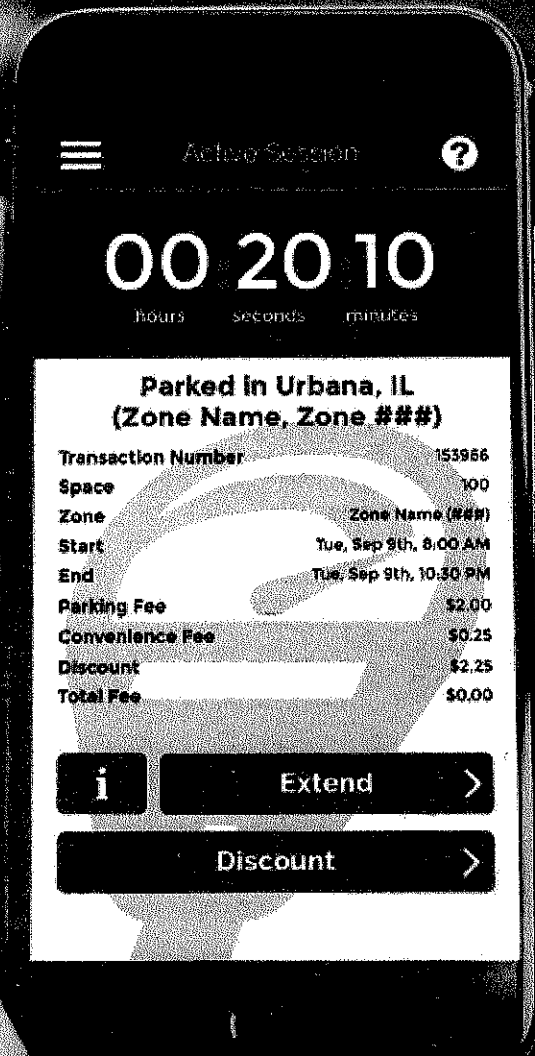 Active Session ?
00 20 10
hours seconds minutes
Parked in Urbana, IL
(Zone Name, Zone ###)
Transaction Number 153966
Space 100
Zone Zone Name (###)
Start Tue, Sep 9th, 8:00 AM
End Tue, Sep 9th, 10:30 PM
Parking Fee $2.00
Convenience Fee $0.25
Discount $2.25
Total Fee $0.00
i Extend >
Discount >